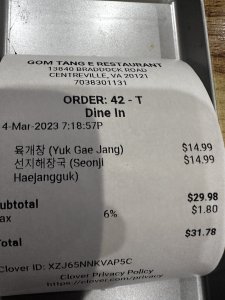 GOM TANG E RESTAURANT
13840 BRADDOCK ROAD
CENTREVILLE, VA 20121
7038301131
ORDER: 42 - T
Dine In
4-Mar-2023 7:18:57P
육개장 (Yuk Gae Jang) $14.99
선지해장국 (Seonji $14.99
Haejangguk)
ubtotal $29.98
ax 6% $1.80
otal $31.78
Clover ID: XZJ65NNKVAP5C
Clover Privacy Policy
https://clover.com/privacy